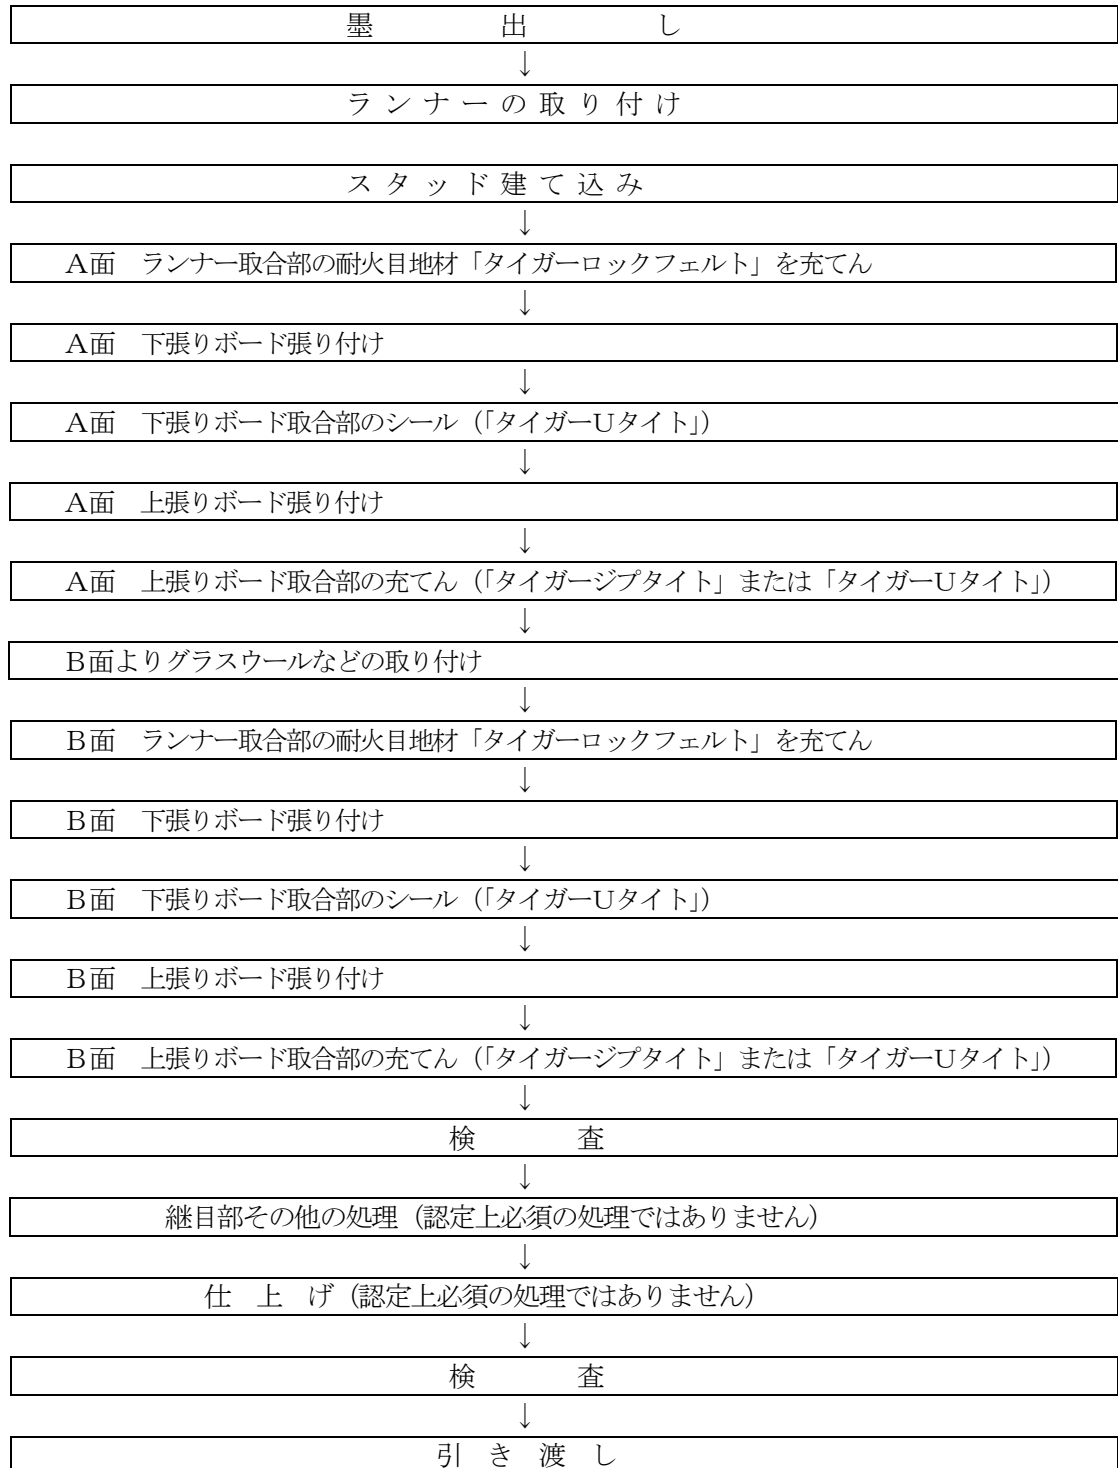 墨出し
↓
ランナーの取り付け
スタッド建て込み
↓
A面 ランナー取合部の耐火目地材「タイガーロックフェルト」を充てん
↓
A面 下張りボード張り付け
↓
A面 下張りボード取合部のシール（「タイガーUタイト」）
↓
A面 上張りボード張り付け
↓
A面 上張りボード取合部の充てん（「タイガージプタイト」または「タイガーUタイト」）
↓
B面よりグラスウールなどの取り付け
↓
B面 ランナー取合部の耐火目地材「タイガーロックフェルト」を充てん
↓
B面 下張りボード張り付け
↓
B面 下張りボード取合部のシール（「タイガーUタイト」）
↓
B面 上張りボード張り付け
↓
B面 上張りボード取合部の充てん（「タイガージプタイト」または「タイガーUタイト」）
↓
検査
↓
継目部その他の処理（認定上必須の処理ではありません）
↓
仕上げ（認定上必須の処理ではありません）
↓
検査
↓
引き渡し